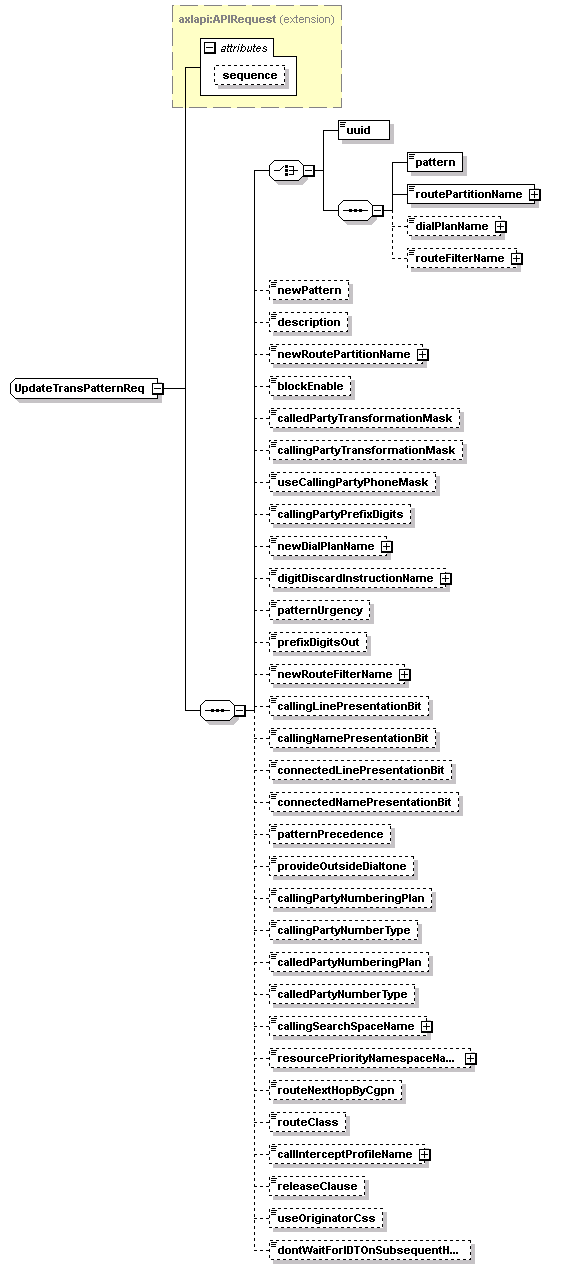 axlapi:APIRequest (extension)
attributes
sequence
uuid
pattern
routePartitionName
dialPlanName
routeFilterName
newPattern
description
newRoutePartitionName
UpdateTransPatternReq
blockEnable
calledPartyTransformationMask
callingPartyTransformationMask
useCallingPartyPhoneMask
callingPartyPrefixDigits
newDialPlanName
digitDiscardInstructionName
patternUrgency
prefixDigitsOut
newRouteFilterName
callingLinePresentationBit
callingNamePresentationBit
connectedLinePresentationBit
connectedNamePresentationBit
patternPrecedence
provideOutsideDialtone
callingPartyNumberingPlan
callingPartyNumberType
calledPartyNumberingPlan
calledPartyNumberType
callingSearchSpaceName
resourcePriorityNamespaceNa...
routeNextHopByCgpn
routeClass
callInterceptProfileName
releaseClause
useOriginatorCss
dontWaitForIDTOnSubsequentH...